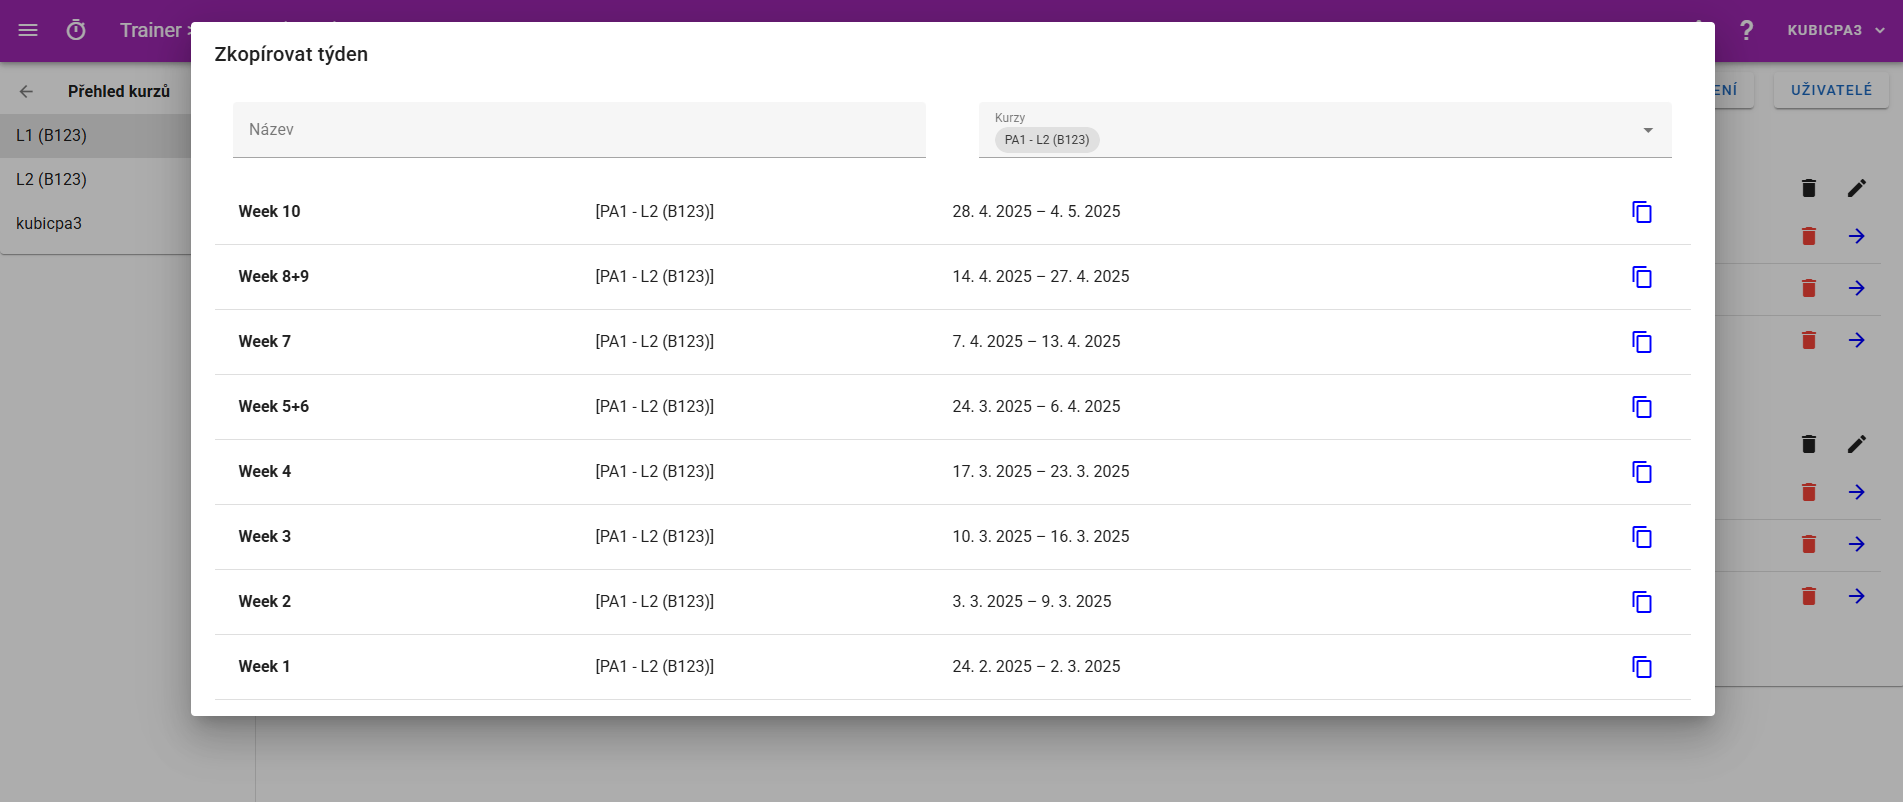 Trainer
KUBICPA3
Zkopírovat týden
Přehled kurzů
ENÍ
UŽIVATELÉ
L1 (B123)
L2 (B123)
kubicpa3
Název
Kurzy
PA1 - L2 (B123)
Week 10 [PA1 - L2 (B123)] 28. 4. 2025 – 4. 5. 2025
Week 8+9 [PA1 - L2 (B123)] 14. 4. 2025 – 27. 4. 2025
Week 7 [PA1 - L2 (B123)] 7. 4. 2025 – 13. 4. 2025
Week 5+6 [PA1 - L2 (B123)] 24. 3. 2025 – 6. 4. 2025
Week 4 [PA1 - L2 (B123)] 17. 3. 2025 – 23. 3. 2025
Week 3 [PA1 - L2 (B123)] 10. 3. 2025 – 16. 3. 2025
Week 2 [PA1 - L2 (B123)] 3. 3. 2025 – 9. 3. 2025
Week 1 [PA1 - L2 (B123)] 24. 2. 2025 – 2. 3. 2025